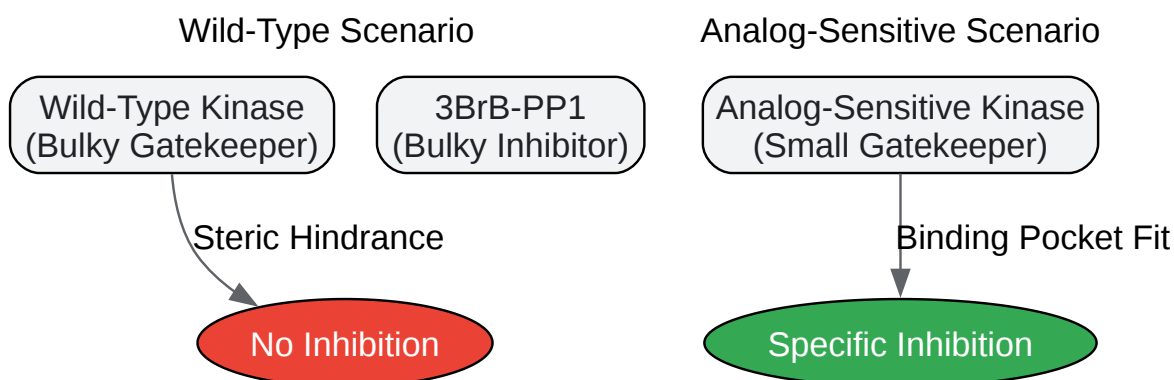 Wild-Type Scenario
Analog-Sensitive Scenario
Wild-Type Kinase
(Bulky Gatekeeper)
3BrB-PP1
(Bulky Inhibitor)
Analog-Sensitive Kinase
(Small Gatekeeper)
Steric Hindrance
Binding Pocket Fit
No Inhibition
Specific Inhibition